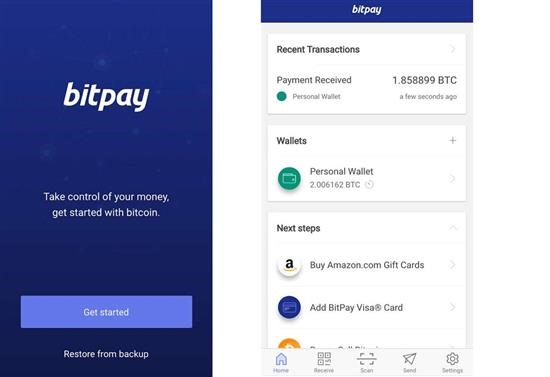 bitpay
Take control of your money,
get started with bitcoin.
Get started
Restore from backup
bitpay
Recent Transactions
Payment Received 1.858899 BTC
Personal Wallet a few seconds ago
Wallets
Personal Wallet
2.006162 BTC
Next steps
Buy Amazon.com Gift Cards
Add BitPay Visa® Card
Home Receive Scan Send Settings